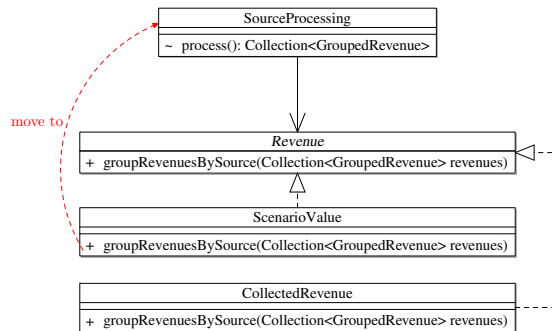 SourceProcessing
~ process(): Collection<GroupedRevenue>
move to
Revenue
+ groupRevenuesBySource(Collection<GroupedRevenue> revenues)
ScenarioValue
+ groupRevenuesBySource(Collection<GroupedRevenue> revenues)
CollectedRevenue
+ groupRevenuesBySource(Collection<GroupedRevenue> revenues)